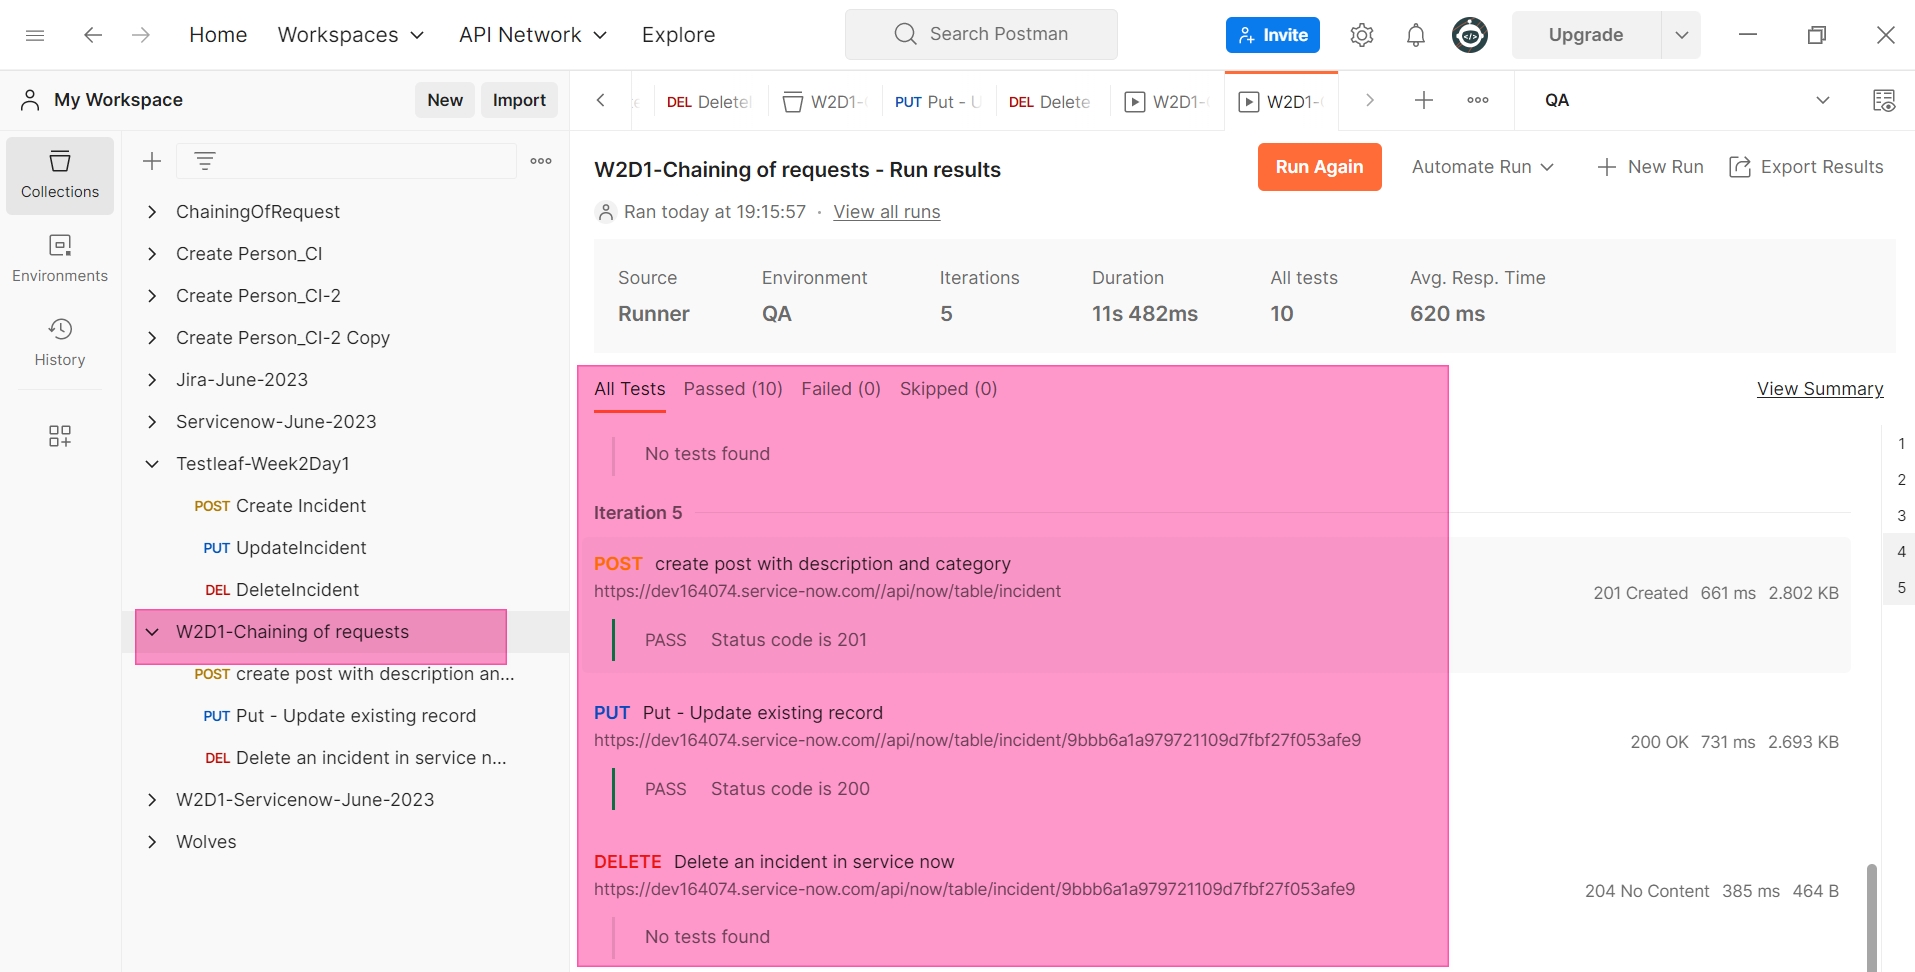 Home
Workspaces
API Network
Explore
Search Postman
Invite
Upgrade
My Workspace
New
Import
DEL Delete
W2D1-
PUT Put - U
DEL Delete
W2D1-
W2D1-
QA
Collections
Environments
History
ChainingOfRequest
Create Person_CI
Create Person_CI-2
Create Person_CI-2 Copy
Jira-June-2023
Servicenow-June-2023
Testleaf-Week2Day1
POST Create Incident
PUT UpdateIncident
DEL DeleteIncident
W2D1-Chaining of requests
POST create post with description an...
PUT Put - Update existing record
DEL Delete an incident in service n...
W2D1-Servicenow-June-2023
Wolves
W2D1-Chaining of requests - Run results
Run Again
Automate Run
New Run
Export Results
Ran today at 19:15:57 · View all runs
Source Environment Iterations Duration All tests Avg. Resp. Time
Runner QA 5 11s 482ms 10 620 ms
All Tests Passed (10) Failed (0) Skipped (0)
View Summary
No tests found
Iteration 5
POST create post with description and category
https://dev164074.service-now.com//api/now/table/incident
201 Created 661 ms 2.802 KB
PASS Status code is 201
PUT Put - Update existing record
https://dev164074.service-now.com//api/now/table/incident/9bbb6a1a979721109d7fbf27f053afe9
200 OK 731 ms 2.693 KB
PASS Status code is 200
DELETE Delete an incident in service now
https://dev164074.service-now.com/api/now/table/incident/9bbb6a1a979721109d7fbf27f053afe9
204 No Content 385 ms 464 B
No tests found
1
2
3
4
5